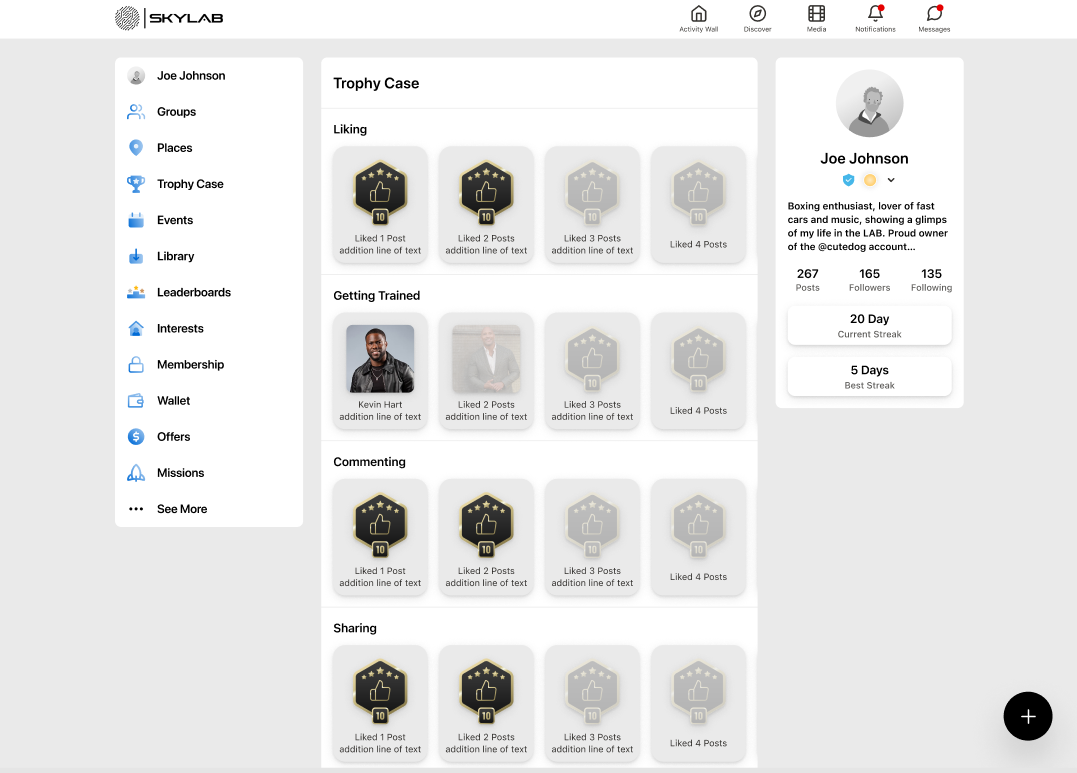 SKYLAB
Activity Wall
Discover
Media
Notifications
Messages
Joe Johnson
Groups
Places
Trophy Case
Events
Library
Leaderboards
Interests
Membership
Wallet
Offers
$
Missions
See More
Trophy Case
Liking
10
Liked 1 Post
addition line of text
10
Liked 2 Posts
addition line of text
10
Liked 3 Posts
addition line of text
10
Liked 4 Posts
Getting Trained
Kevin Hart
addition line of text
Liked 2 Posts
addition line of text
10
Liked 3 Posts
addition line of text
10
Liked 4 Posts
Commenting
10
Liked 1 Post
addition line of text
10
Liked 2 Posts
addition line of text
10
Liked 3 Posts
addition line of text
10
Liked 4 Posts
Sharing
10
Liked 1 Post
addition line of text
10
Liked 2 Posts
addition line of text
10
Liked 3 Posts
addition line of text
10
Liked 4 Posts
Joe Johnson
Boxing enthusiast, lover of fast
cars and music, showing a glimps
of my life in the LAB. Proud owner
of the @cutedog account...
267
Posts
165
Followers
135
Following
20 Day
Current Streak
5 Days
Best Streak